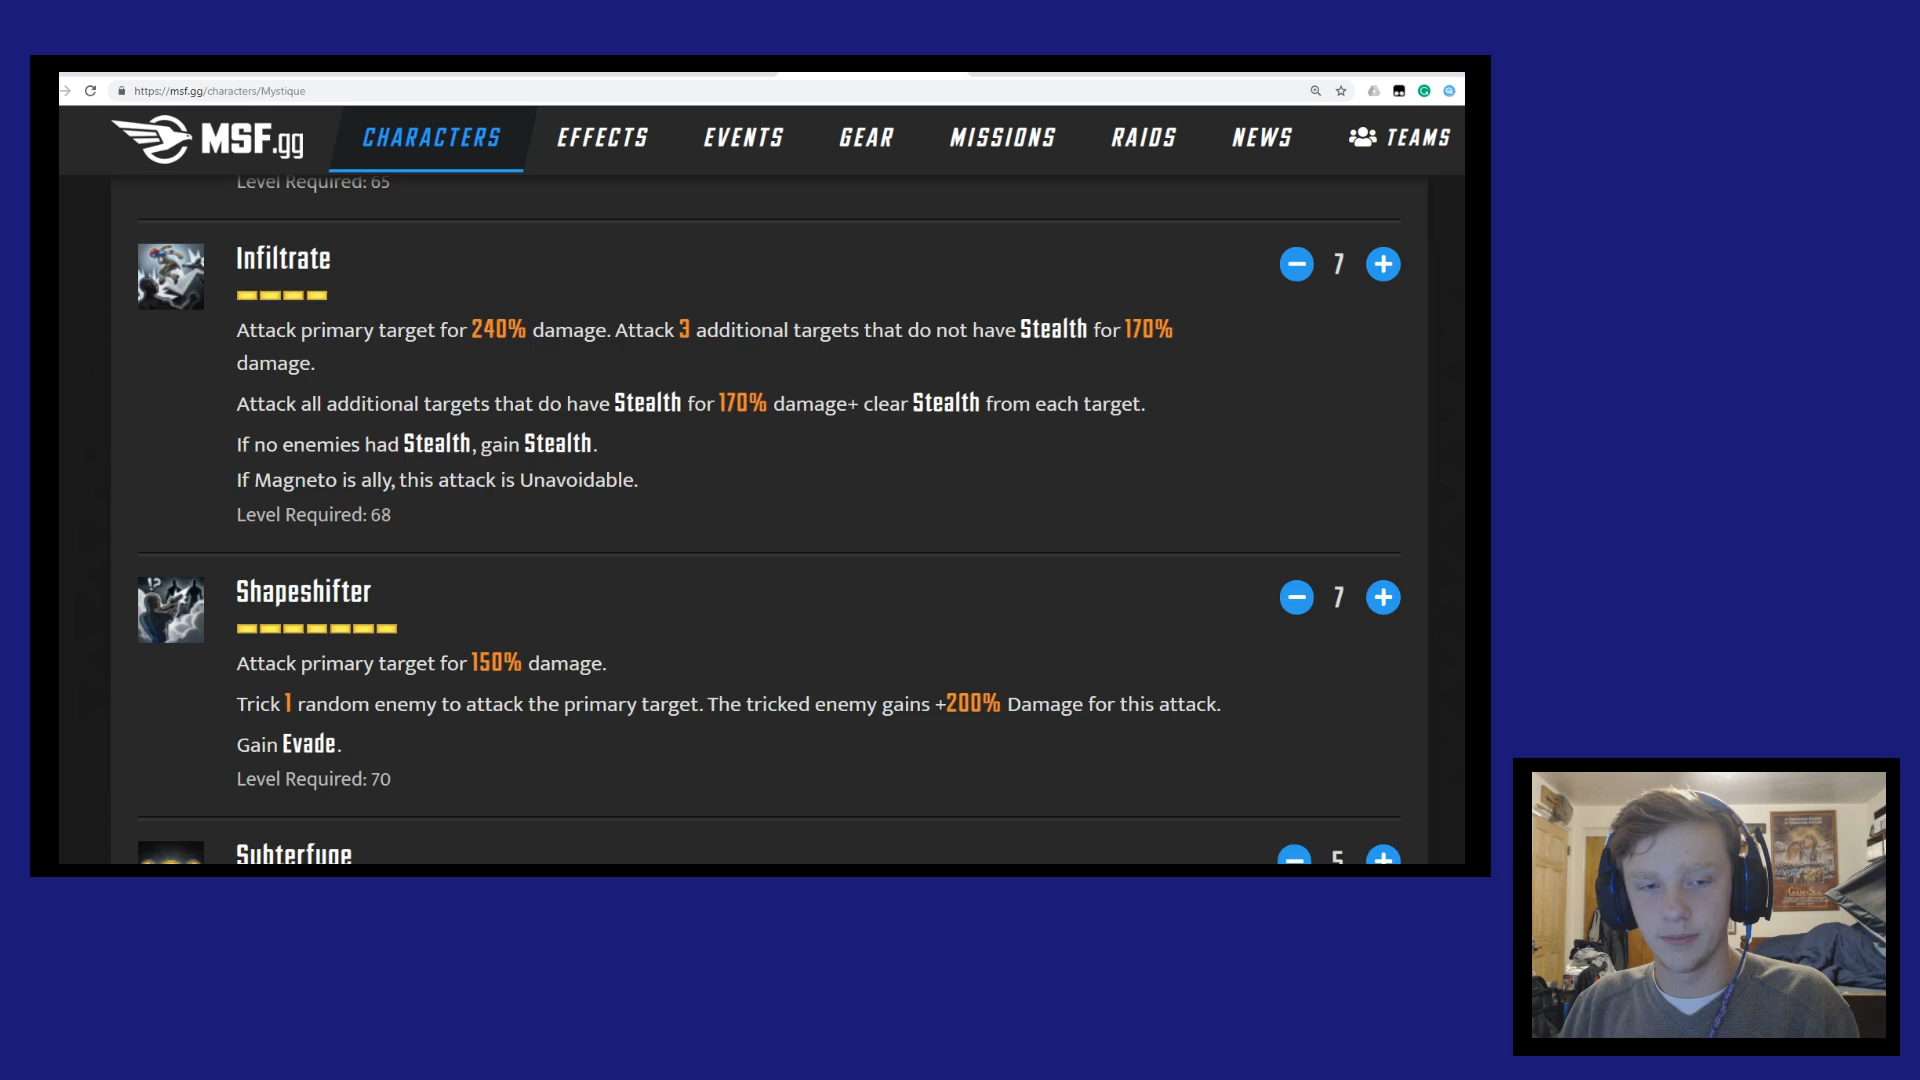 https://msf.gg/characters/Mystique
MSF.gg
CHARACTERS
EFFECTS
EVENTS
GEAR
MISSIONS
RAIDS
NEWS
TEAMS
Level Required: 65
Infiltrate
7
Attack primary target for 240% damage. Attack 3 additional targets that do not have Stealth for 170%
damage.
Attack all additional targets that do have Stealth for 170% damage+ clear Stealth from each target.
If no enemies had Stealth, gain Stealth.
If Magneto is ally, this attack is Unavoidable.
Level Required: 68
Shapeshifter
7
Attack primary target for 150% damage.
Trick 1 random enemy to attack the primary target. The tricked enemy gains +200% Damage for this attack.
Gain Evade.
Level Required: 70
Subterfuge
5